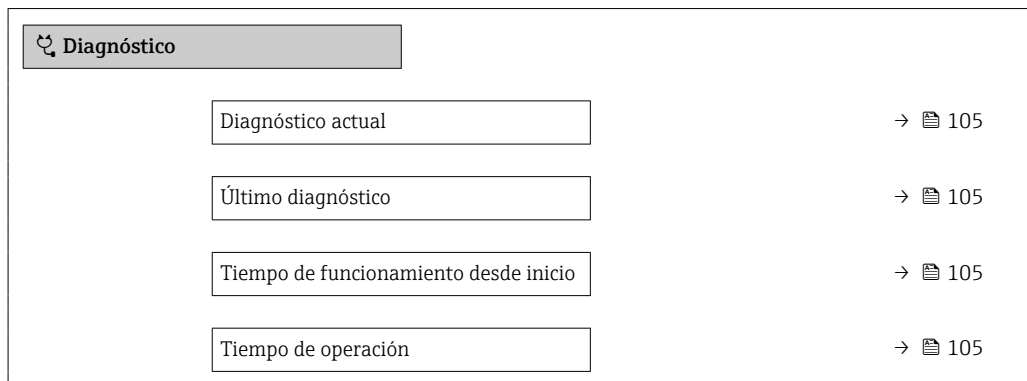 Diagnóstico
Diagnóstico actual → 105
Último diagnóstico → 105
Tiempo de funcionamiento desde inicio → 105
Tiempo de operación → 105